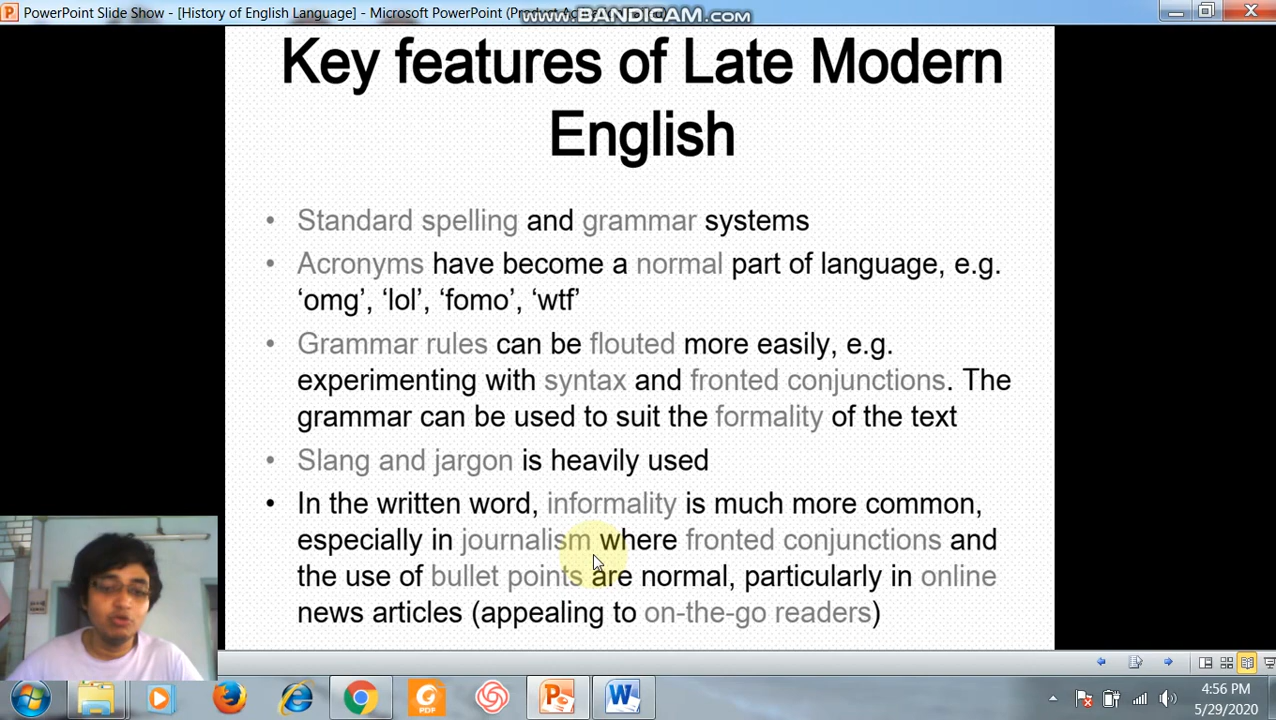 PowerPoint Slide Show - [History of English Language] - Microsoft PowerPoint (Product A
www.BANDICAM.com
Key features of Late Modern
English
• Standard spelling and grammar systems
• Acronyms have become a normal part of language, e.g.
‘omg’, ‘lol’, ‘fomo’, ‘wtf’
• Grammar rules can be flouted more easily, e.g.
experimenting with syntax and fronted conjunctions. The
grammar can be used to suit the formality of the text
• Slang and jargon is heavily used
• In the written word, informality is much more common,
especially in journalism where fronted conjunctions and
the use of bullet points are normal, particularly in online
news articles (appealing to on-the-go readers)
PDF
4:56 PM
5/29/2020